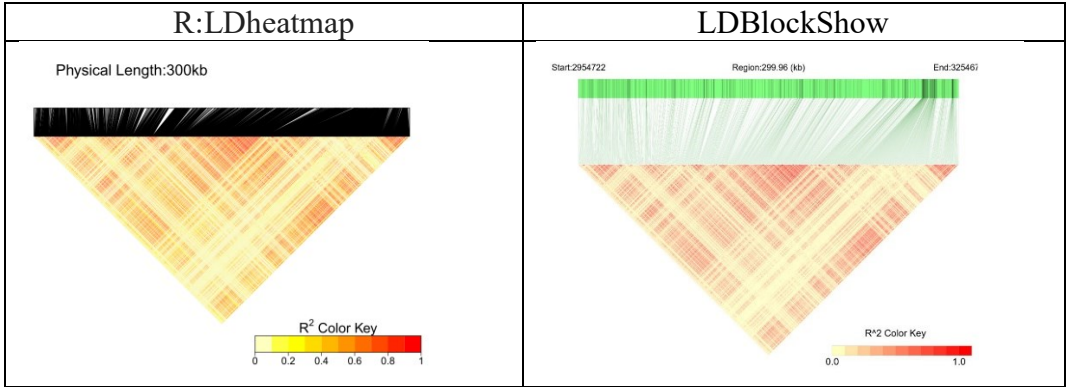 R:LDheatmap
Physical Length:300kb
R² Color Key
0 0.2 0.4 0.6 0.8 1
LDBlockShow
Start:2954722 Region:299.96 (kb) End:325467
R^2 Color Key
0.0 1.0